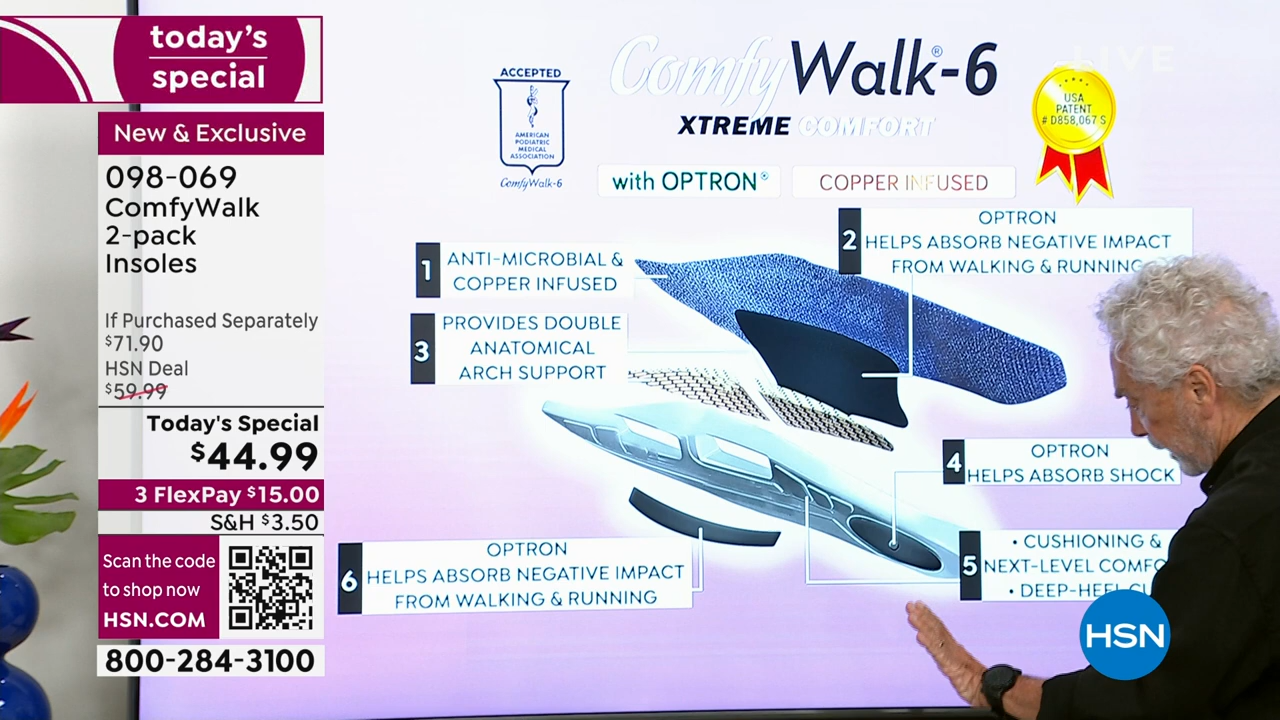 today's
special
New & Exclusive
098-069
ComfyWalk
2-pack
Insoles
If Purchased Separately
$71.90
HSN Deal
$59.99
Today's Special
$44.99
3 FlexPay $15.00
S&H $3.50
Scan the code
to shop now
HSN.COM
800-284-3100
LIVE
ComfyWalk®-6
XTREME COMFORT
with OPTRON®
COPPER INFUSED
ACCEPTED
AMERICAN
PODIATRIC
MEDICAL
ASSOCIATION
ComfyWalk-6
USA
PATENT
# D858,067 S
1
ANTI-MICROBIAL &
COPPER INFUSED
2
OPTRON
HELPS ABSORB NEGATIVE IMPACT
FROM WALKING & RUNNING
3
PROVIDES DOUBLE
ANATOMICAL
ARCH SUPPORT
4
OPTRON
HELPS ABSORB SHOCK
5
• CUSHIONING &
NEXT-LEVEL
• DEEP-HEEL
6
OPTRON
HELPS ABSORB NEGATIVE IMPACT
FROM WALKING & RUNNING
HSN